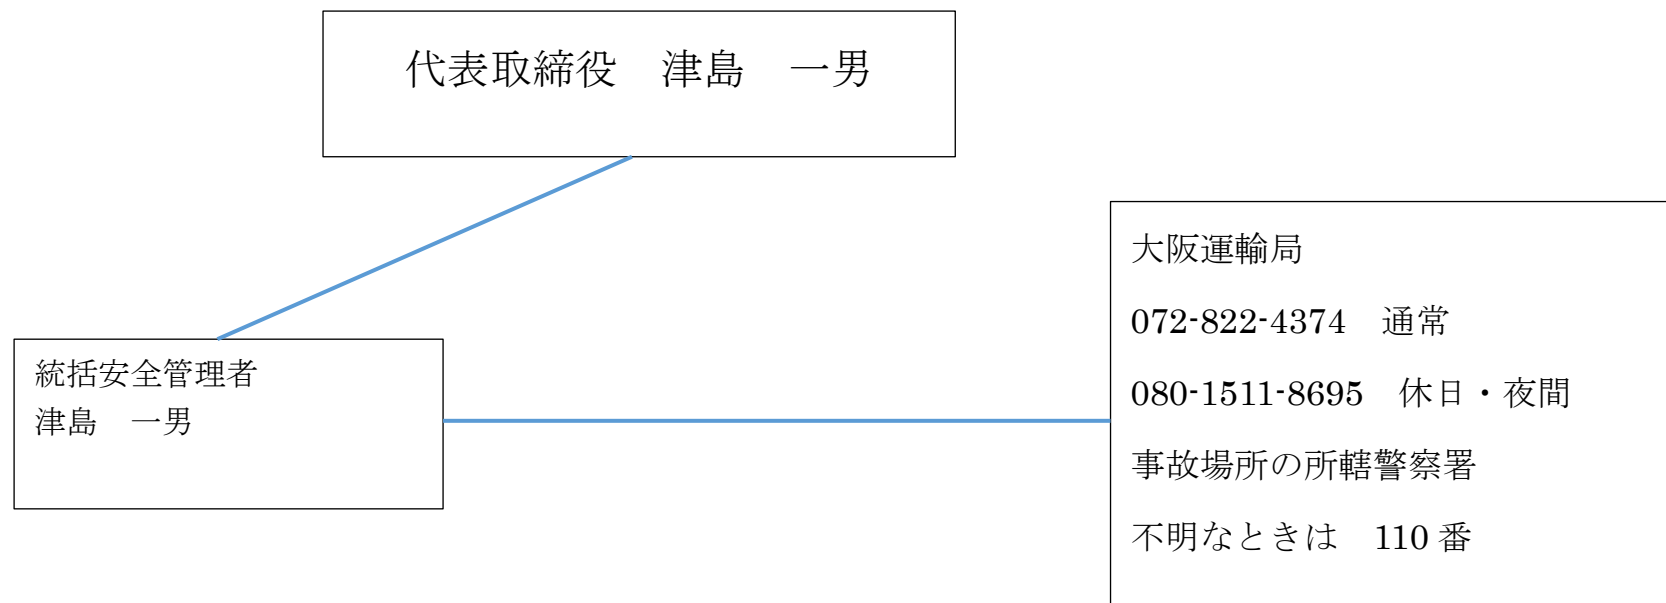 代表取締役　津島　一男
大阪運輸局
072-822-4374　通常
080-1511-8695　休日・夜間
事故場所の所轄警察署
不明なときは　110 番
統括安全管理者
津島　一男